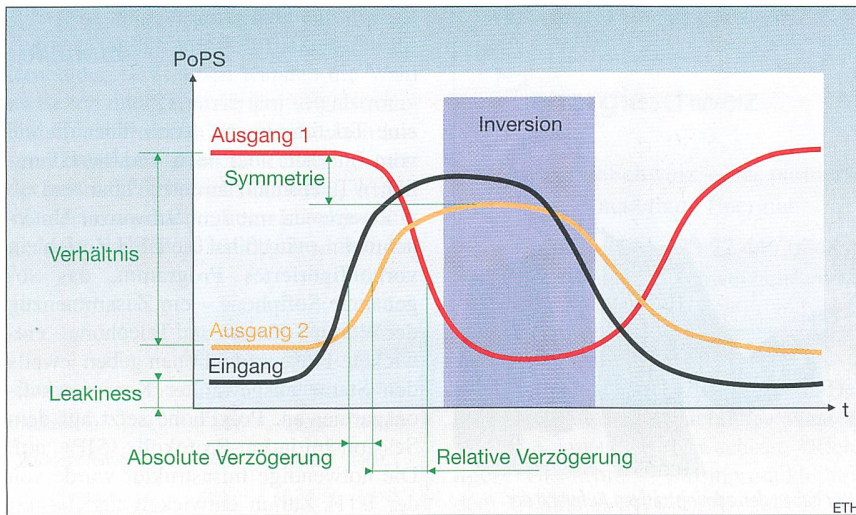 PoPS
Ausgang 1
Inversion
Symmetrie
Verhältnis
Ausgang 2
Eingang
Leakiness
t
Absolute Verzögerung
Relative Verzögerung
ETH